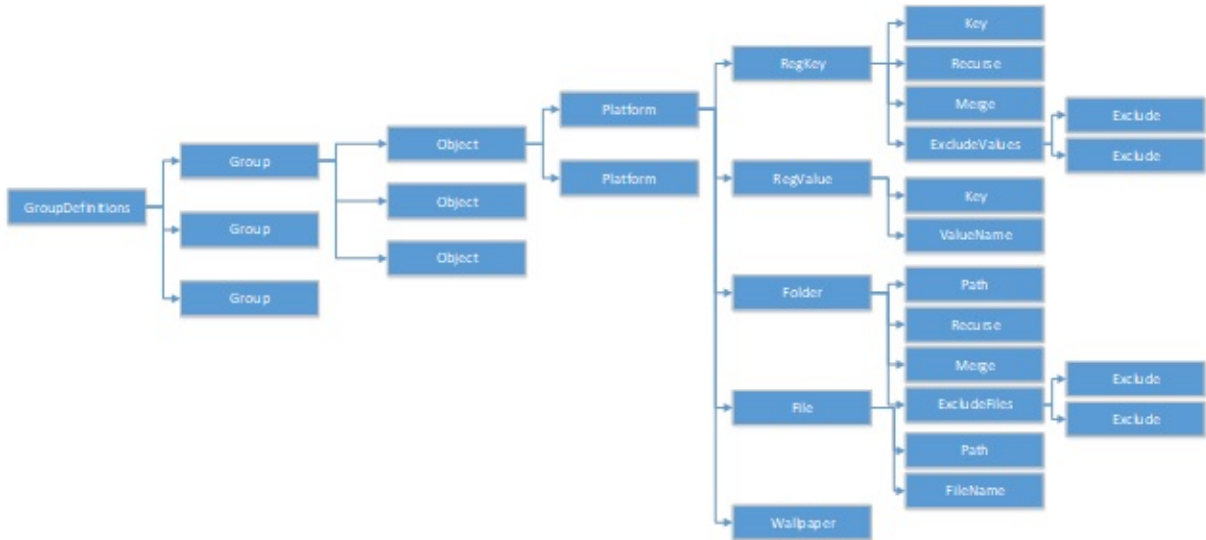 GroupDefinitions
Group
Group
Group
Object
Object
Object
Platform
Platform
RegKey
RegValue
Folder
File
Wallpaper
Key
Recurse
Merge
ExcludeValues
Key
ValueName
Path
Recurse
Merge
ExcludeFiles
Path
FileName
Exclude
Exclude
Exclude
Exclude